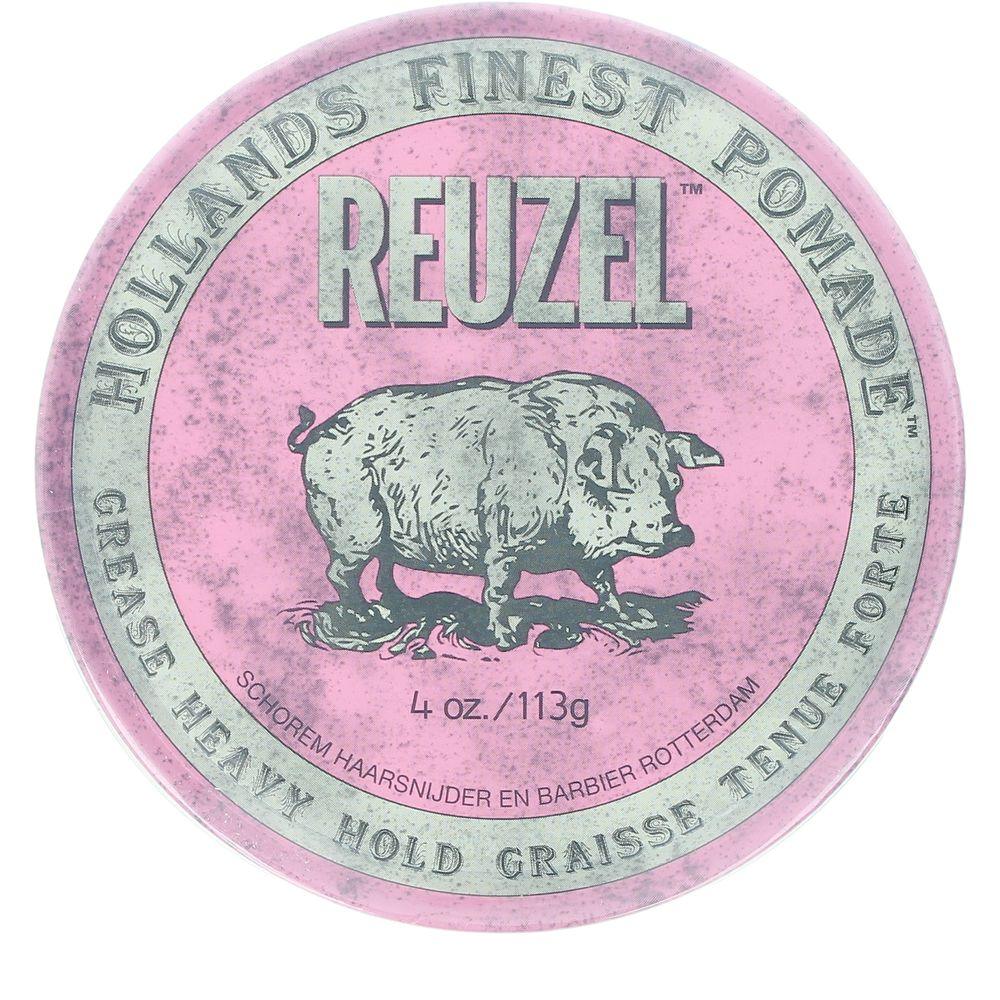 HOLLANDS FINEST POMADE™
REUZEL™
4 oz./113g
SCHOREM HAARSNIJDER EN BARBIER ROTTERDAM
GREASE HEAVY HOLD GRAISSE TENUE FORTE